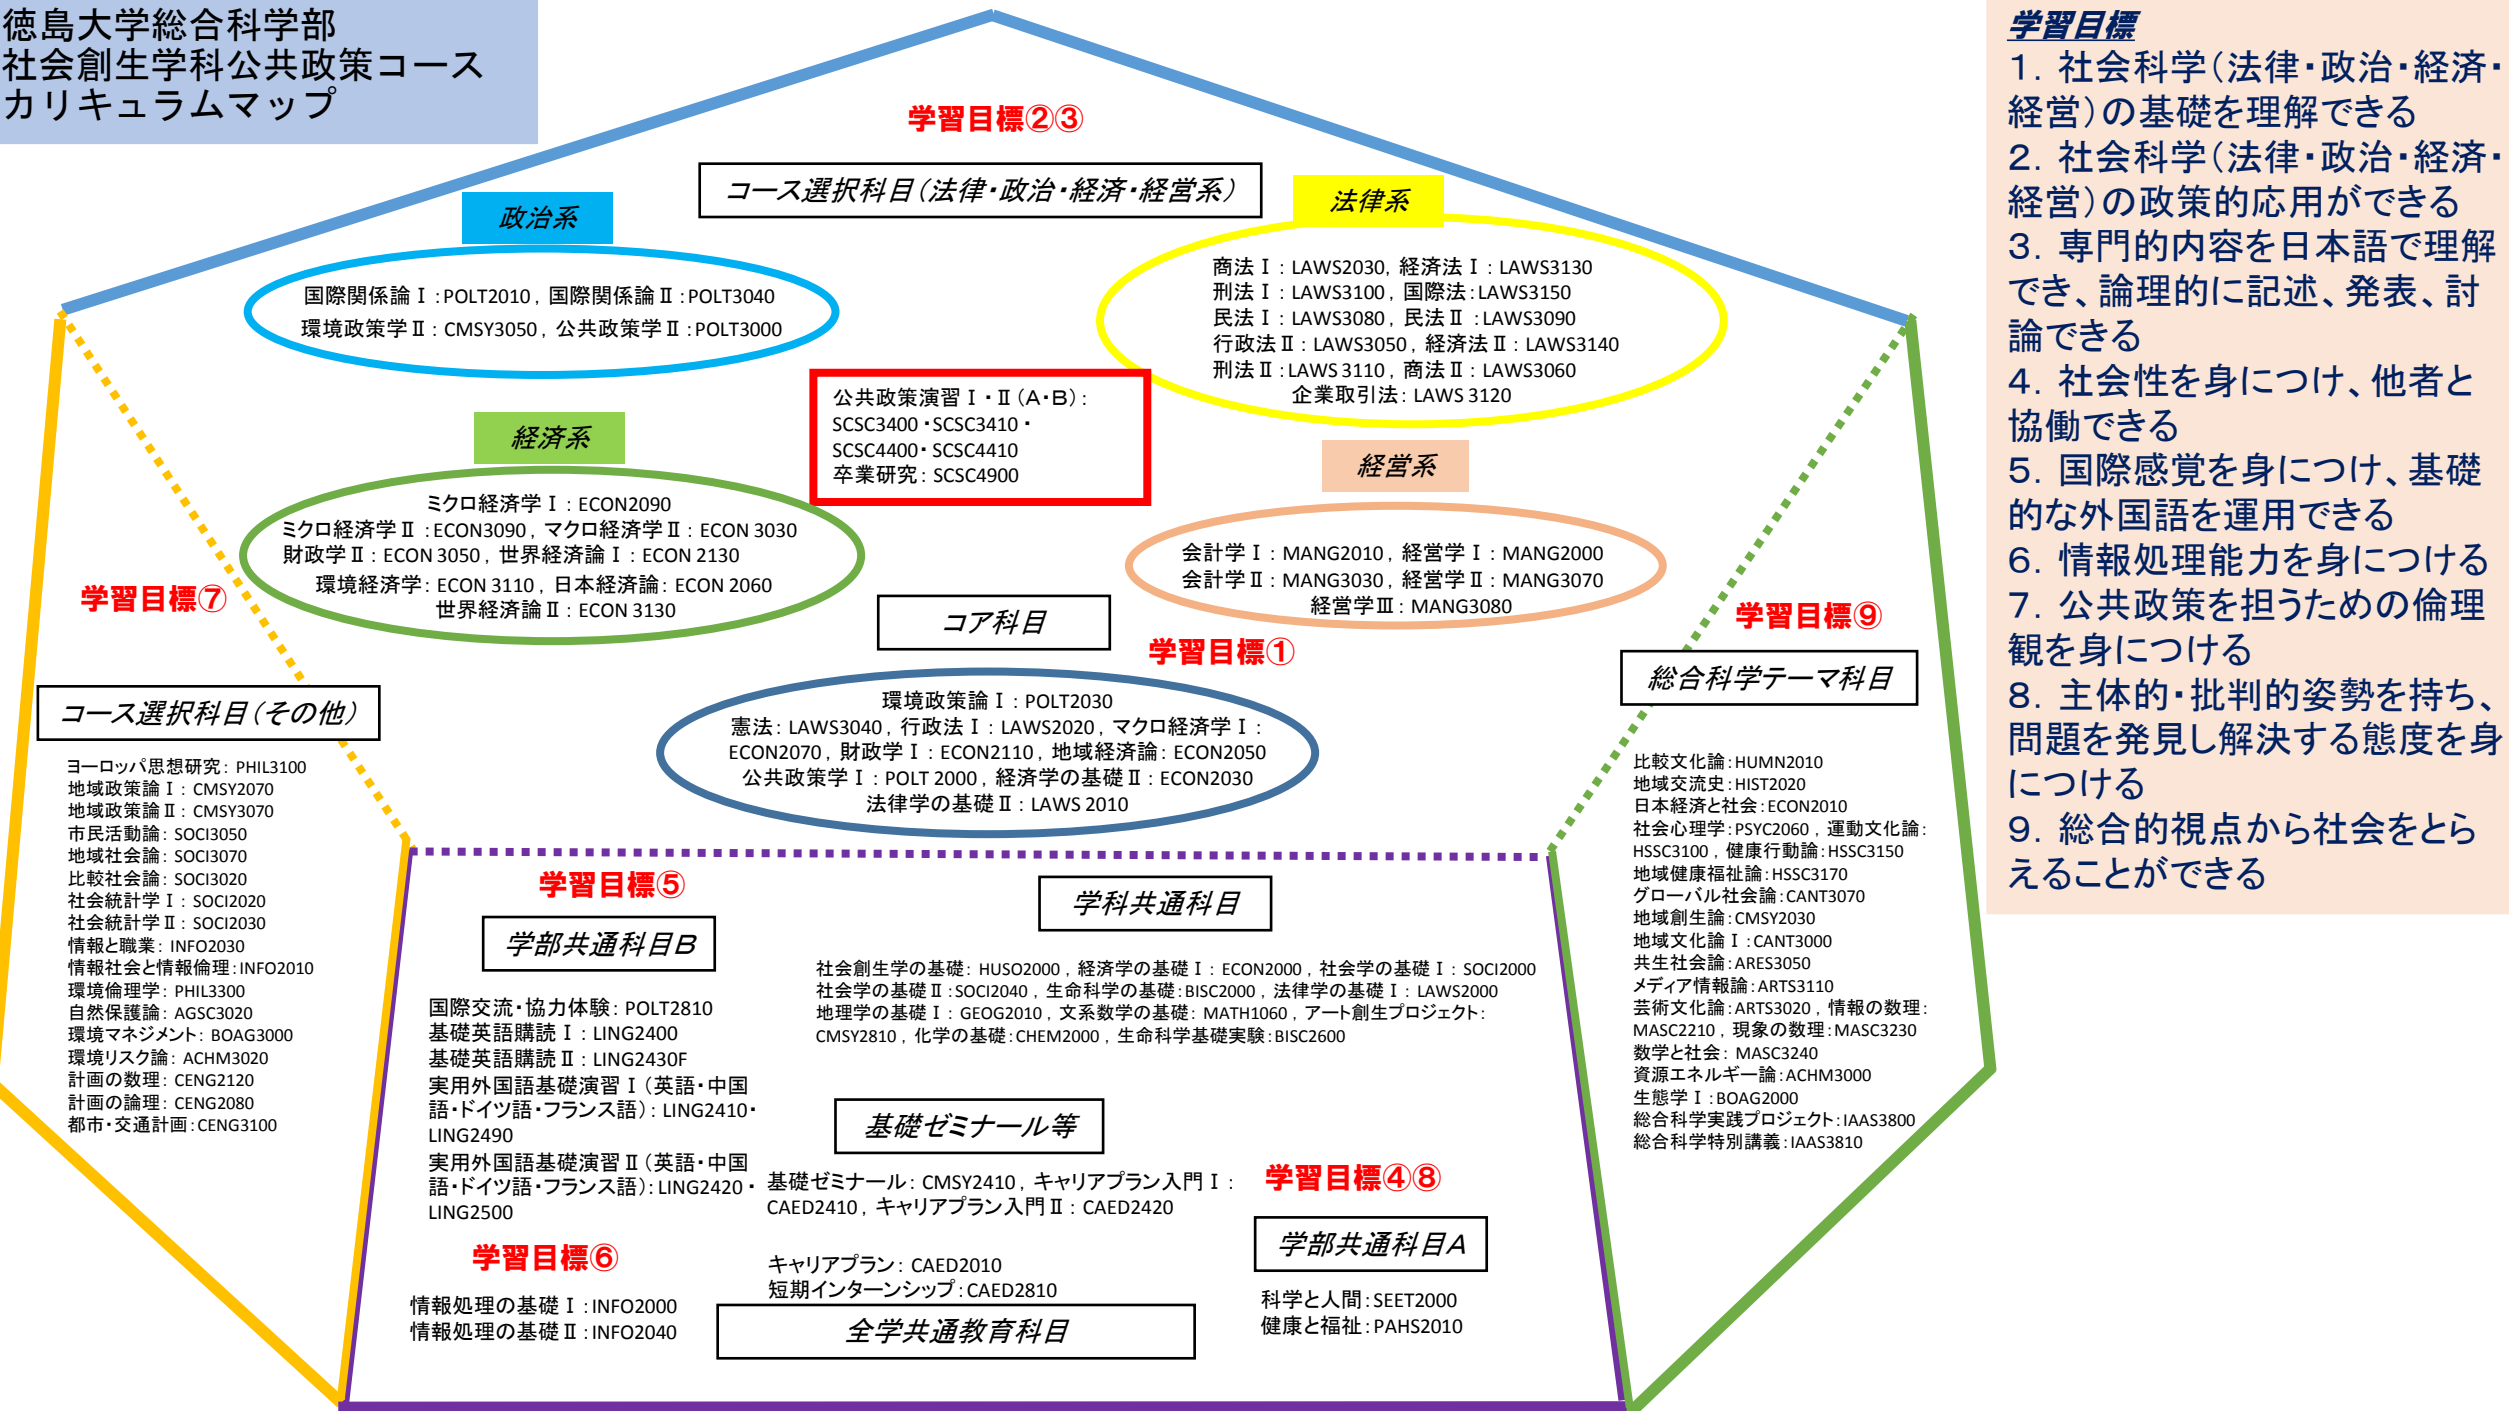 徳島大学総合科学部
社会創生学科公共政策コース
カリキュラムマップ
学習目標②③
コース選択科目(法律・政治・経済・経営系)
政治系
国際関係論Ⅰ:POLT2010, 国際関係論Ⅱ:POLT3040
環境政策学Ⅱ: CMSY3050, 公共政策学Ⅱ:POLT3000
法律系
商法Ⅰ: LAWS2030, 経済法Ⅰ: LAWS3130
刑法Ⅰ: LAWS3100, 国際法:LAWS3150
民法Ⅰ: LAWS3080, 民法Ⅱ:LAWS3090
行政法Ⅱ: LAWS3050, 経済法Ⅱ: LAWS3140
刑法Ⅱ:LAWS 3110, 商法Ⅱ: LAWS3060
企業取引法: LAWS 3120
公共政策演習Ⅰ・Ⅱ(A・B):
SCSC3400・SCSC3410・
SCSC4400・SCSC4410
卒業研究: SCSC4900
経済系
ミクロ経済学Ⅰ: ECON2090
ミクロ経済学Ⅱ:ECON3090, マクロ経済学Ⅱ: ECON 3030
財政学Ⅱ: ECON 3050, 世界経済論Ⅰ: ECON 2130
環境経済学: ECON 3110, 日本経済論: ECON 2060
世界経済論Ⅱ: ECON 3130
経営系
会計学Ⅰ: MANG2010, 経営学Ⅰ: MANG2000
会計学Ⅱ: MANG3030, 経営学Ⅱ: MANG3070
経営学Ⅲ: MANG3080
コア科目
学習目標①
環境政策論Ⅰ: POLT2030
憲法: LAWS3040, 行政法Ⅰ: LAWS2020, マクロ経済学Ⅰ:
ECON2070, 財政学Ⅰ: ECON2110, 地域経済論: ECON2050
公共政策学Ⅰ: POLT 2000, 経済学の基礎Ⅱ: ECON2030
法律学の基礎Ⅱ: LAWS 2010
学習目標⑦
コース選択科目(その他)
ヨーロッパ思想研究: PHIL3100
地域政策論Ⅰ: CMSY2070
地域政策論Ⅱ: CMSY3070
市民活動論: SOCI3050
地域社会論: SOCI3070
比較社会論: SOCI3020
社会統計学Ⅰ: SOCI2020
社会統計学Ⅱ: SOCI2030
情報と職業: INFO2030
情報社会と情報倫理:INFO2010
環境倫理学: PHIL3300
自然保護論: AGSC3020
環境マネジメント: BOAG3000
環境リスク論: ACHM3020
計画の数理: CENG2120
計画の論理: CENG2080
都市・交通計画:CENG3100
学習目標⑤
学部共通科目B
国際交流・協力体験: POLT2810
基礎英語購読Ⅰ: LING2400
基礎英語購読Ⅱ: LING2430F
実用外国語基礎演習Ⅰ(英語・中国
語・ドイツ語・フランス語): LING2410・
LING2490
実用外国語基礎演習Ⅱ(英語・中国
語・ドイツ語・フランス語): LING2420・
LING2500
学習目標⑥
情報処理の基礎Ⅰ:INFO2000
情報処理の基礎Ⅱ:INFO2040
学科共通科目
社会創生学の基礎: HUSO2000, 経済学の基礎Ⅰ: ECON2000, 社会学の基礎Ⅰ: SOCI2000
社会学の基礎Ⅱ:SOCI2040, 生命科学の基礎:BISC2000, 法律学の基礎Ⅰ: LAWS2000
地理学の基礎Ⅰ: GEOG2010, 文系数学の基礎: MATH1060, アート創生プロジェクト:
CMSY2810, 化学の基礎:CHEM2000, 生命科学基礎実験:BISC2600
基礎ゼミナール等
基礎ゼミナール: CMSY2410, キャリアプラン入門Ⅰ:
CAED2410, キャリアプラン入門Ⅱ: CAED2420
キャリアプラン: CAED2010
短期インターンシップ:CAED2810
全学共通教育科目
学習目標④⑧
学部共通科目A
科学と人間:SEET2000
健康と福祉:PAHS2010
学習目標⑨
総合科学テーマ科目
比較文化論:HUMN2010
地域交流史:HIST2020
日本経済と社会:ECON2010
社会心理学:PSYC2060, 運動文化論:
HSSC3100, 健康行動論:HSSC3150
地域健康福祉論:HSSC3170
グローバル社会論:CANT3070
地域創生論:CMSY2030
地域文化論Ⅰ:CANT3000
共生社会論:ARES3050
メディア情報論:ARTS3110
芸術文化論:ARTS3020, 情報の数理:
MASC2210, 現象の数理:MASC3230
数学と社会: MASC3240
資源エネルギー論:ACHM3000
生態学Ⅰ:BOAG2000
総合科学実践プロジェクト:IAAS3800
総合科学特別講義:IAAS3810
学習目標
1. 社会科学(法律・政治・経済・
経営)の基礎を理解できる
2. 社会科学(法律・政治・経済・
経営)の政策的応用ができる
3. 専門的内容を日本語で理解
でき、論理的に記述、発表、討
論できる
4. 社会性を身につけ、他者と
協働できる
5. 国際感覚を身につけ、基礎
的な外国語を運用できる
6. 情報処理能力を身につける
7. 公共政策を担うための倫理
観を身につける
8. 主体的・批判的姿勢を持ち、
問題を発見し解決する態度を身
につける
9. 総合的視点から社会をとら
えることができる